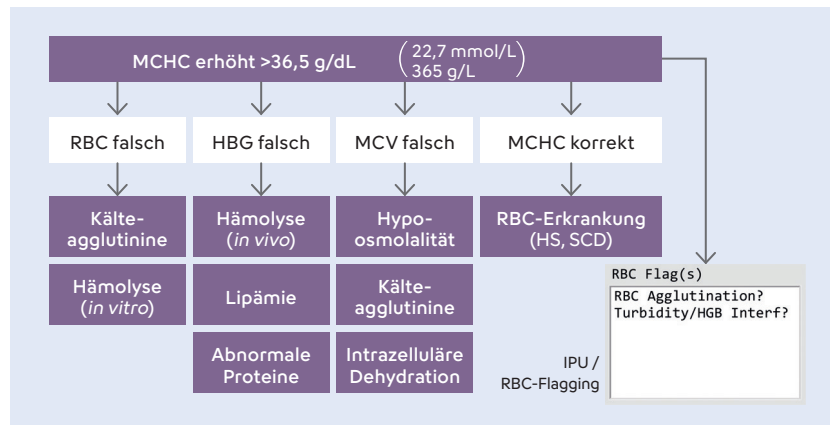 MCHC erhöht >36,5 g/dL (22,7 mmol/L
365 g/L)
RBC falsch
HBG falsch
MCV falsch
MCHC korrekt
Kälte-
agglutinine
Hämolyse
(in vivo)
Hypo-
osmolalität
RBC-Erkrankung
(HS, SCD)
Hämolyse
(in vitro)
Lipämie
Kälte-
agglutinine
Abnormale
Proteine
Intrazelluläre
Dehydration
IPU /
RBC-Flagging
RBC Flag(s)
RBC Agglutination?
Turbidity/HGB Interf?